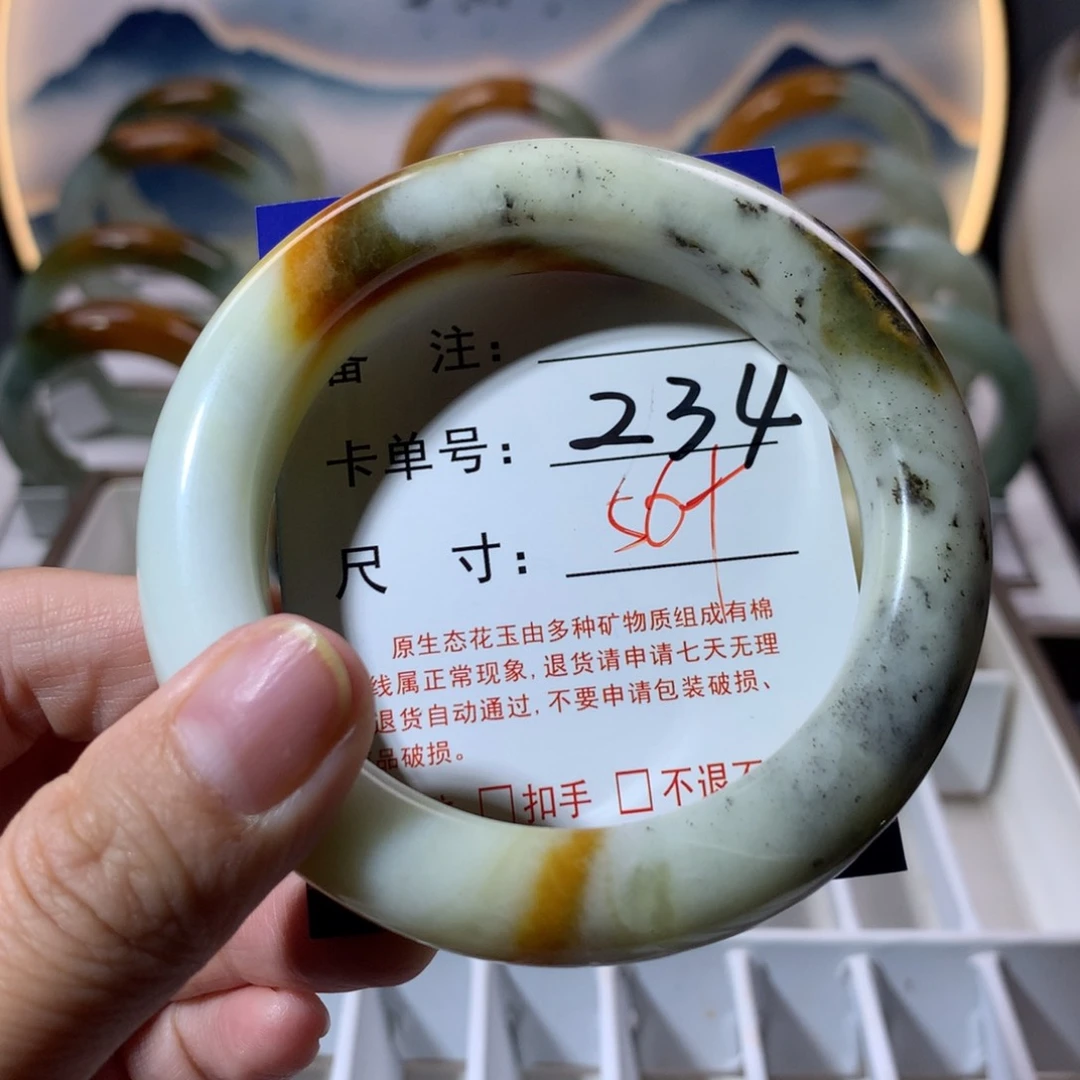 备 注：
卡单号： 234
尺 寸： 56+
原生态花玉由多种矿物质组成有棉
线属正常现象，退货请申请七天无理
退货自动通过，不要申请包装破损、
品破损。
□扣手 □不退不